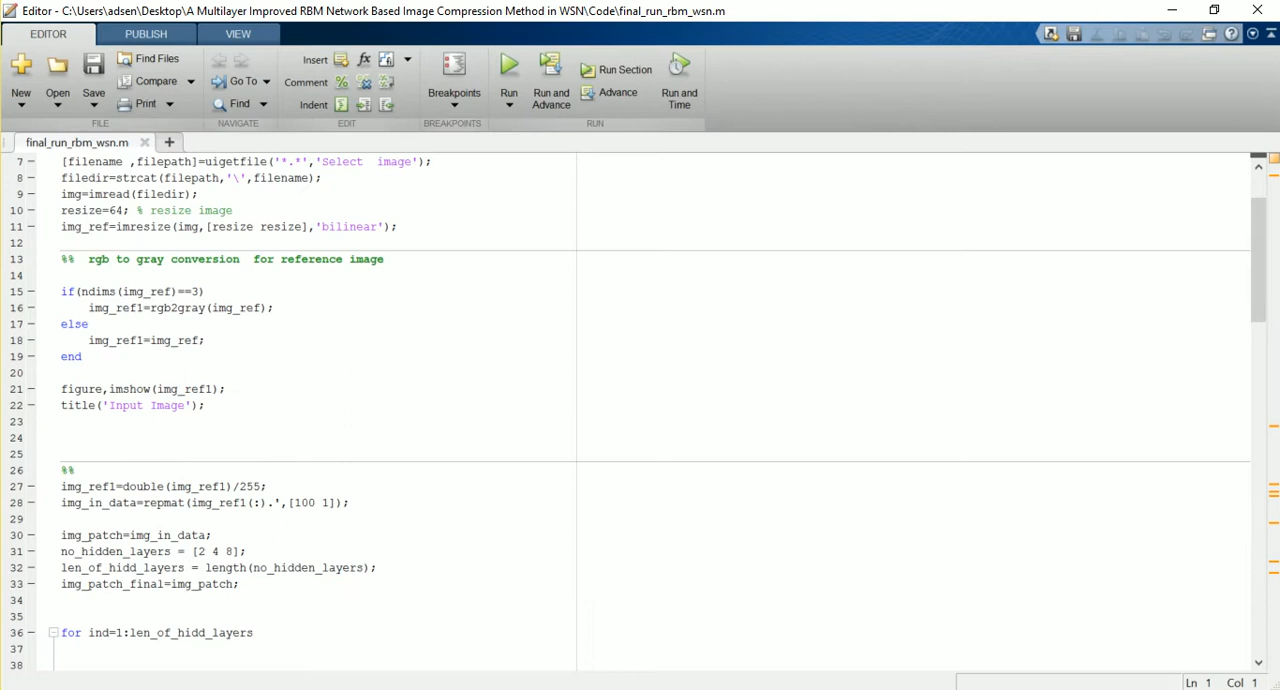 Editor - C:\Users\adsen\Desktop\A Multilayer Improved RBM Network Based Image Compression Method in WSN\Code\final_run_rbm_wsn.m
EDITOR PUBLISH VIEW
New Open Save Find Files Compare Print
FILE
Go To Find
NAVIGATE
Insert fx
Comment %
Indent
EDIT
Breakpoints
BREAKPOINTS
Run Run and Advance Run Section Advance Run and Time
RUN
final_run_rbm_wsn.m
7 [filename ,filepath]=uigetfile('*.*','Select  image');
8 filedir=strcat(filepath,'\',filename);
9 img=imread(filedir);
10 resize=64; % resize image
11 img_ref=imresize(img,[resize resize],'bilinear');
12
13 %%  rgb to gray conversion  for reference image
14
15 if(ndims(img_ref)==3)
16     img_ref1=rgb2gray(img_ref);
17 else
18     img_ref1=img_ref;
19 end
20
21 figure,imshow(img_ref1);
22 title('Input Image');
23
24
25
26 %%
27 img_ref1=double(img_ref1)/255;
28 img_in_data=repmat(img_ref1(:).',[100 1]);
29
30 img_patch=img_in_data;
31 no_hidden_layers = [2 4 8];
32 len_of_hidd_layers = length(no_hidden_layers);
33 img_patch_final=img_patch;
34
35
36 for ind=1:len_of_hidd_layers
37
38
Ln 1 Col 1